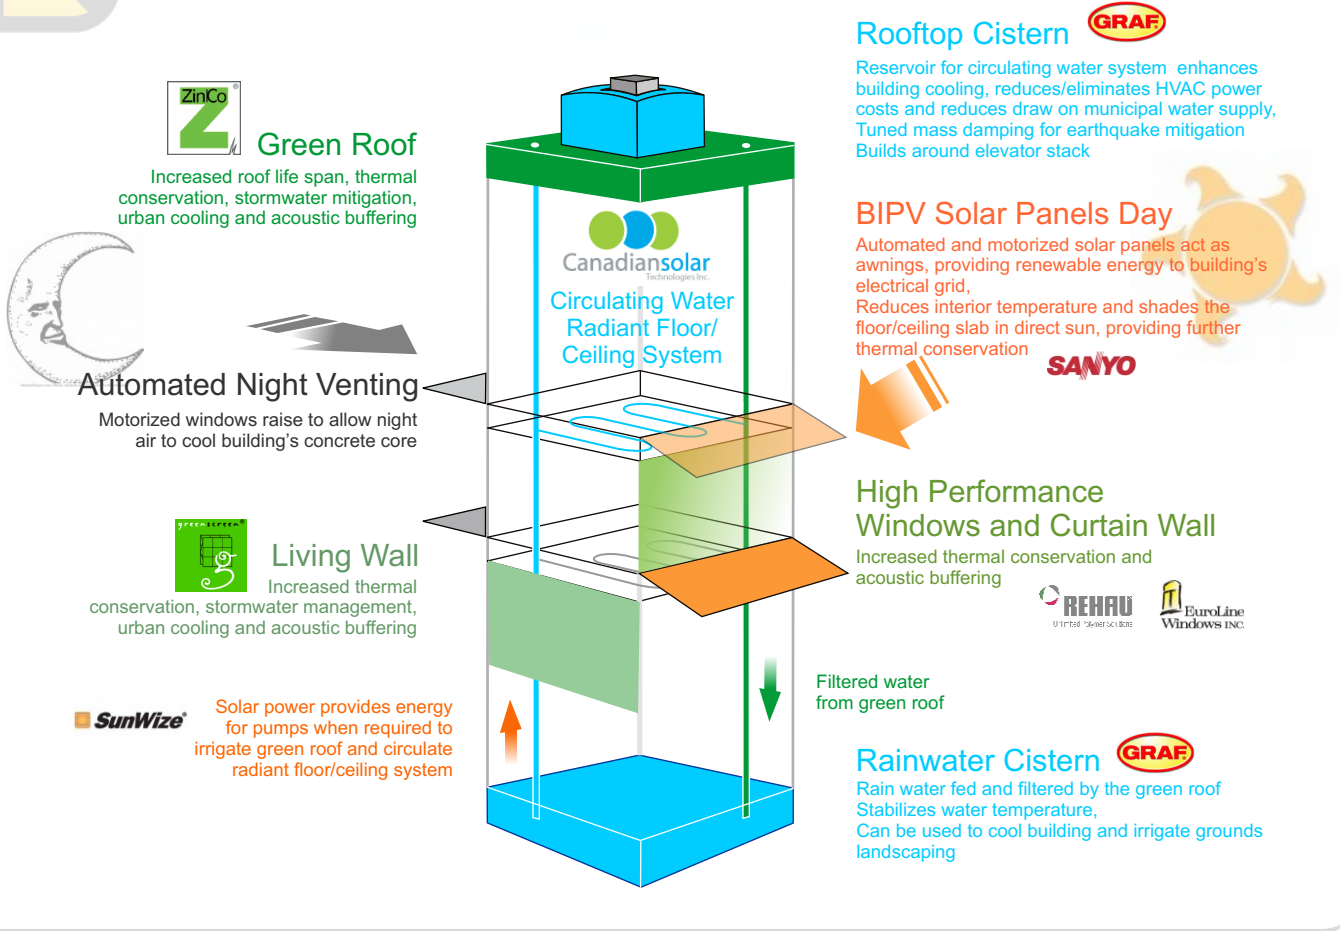 ZinCo
Green Roof
Increased roof life span, thermal
conservation, stormwater mitigation,
urban cooling and acoustic buffering
Automated Night Venting
Motorized windows raise to allow night
air to cool building's concrete core
greenscreen®
Living Wall
Increased thermal
conservation, stormwater management,
urban cooling and acoustic buffering
SunWize®
Solar power provides energy
for pumps when required to
irrigate green roof and circulate
radiant floor/ceiling system
Canadiansolar
Technologies Inc.
Circulating Water
Radiant Floor/
Ceiling System
Rooftop Cistern
GRAF
Reservoir for circulating water system enhances
building cooling, reduces/eliminates HVAC power
costs and reduces draw on municipal water supply,
Tuned mass damping for earthquake mitigation
Builds around elevator stack
BIPV Solar Panels Day
Automated and motorized solar panels act as
awnings, providing renewable energy to building's
electrical grid,
Reduces interior temperature and shades the
floor/ceiling slab in direct sun, providing further
thermal conservation
SANYO
High Performance
Windows and Curtain Wall
Increased thermal conservation and
acoustic buffering
REHAU
Unlimited Polymer Solutions
EuroLine
Windows INC.
Filtered water
from green roof
Rainwater Cistern
GRAF
Rain water fed and filtered by the green roof
Stabilizes water temperature,
Can be used to cool building and irrigate grounds
landscaping